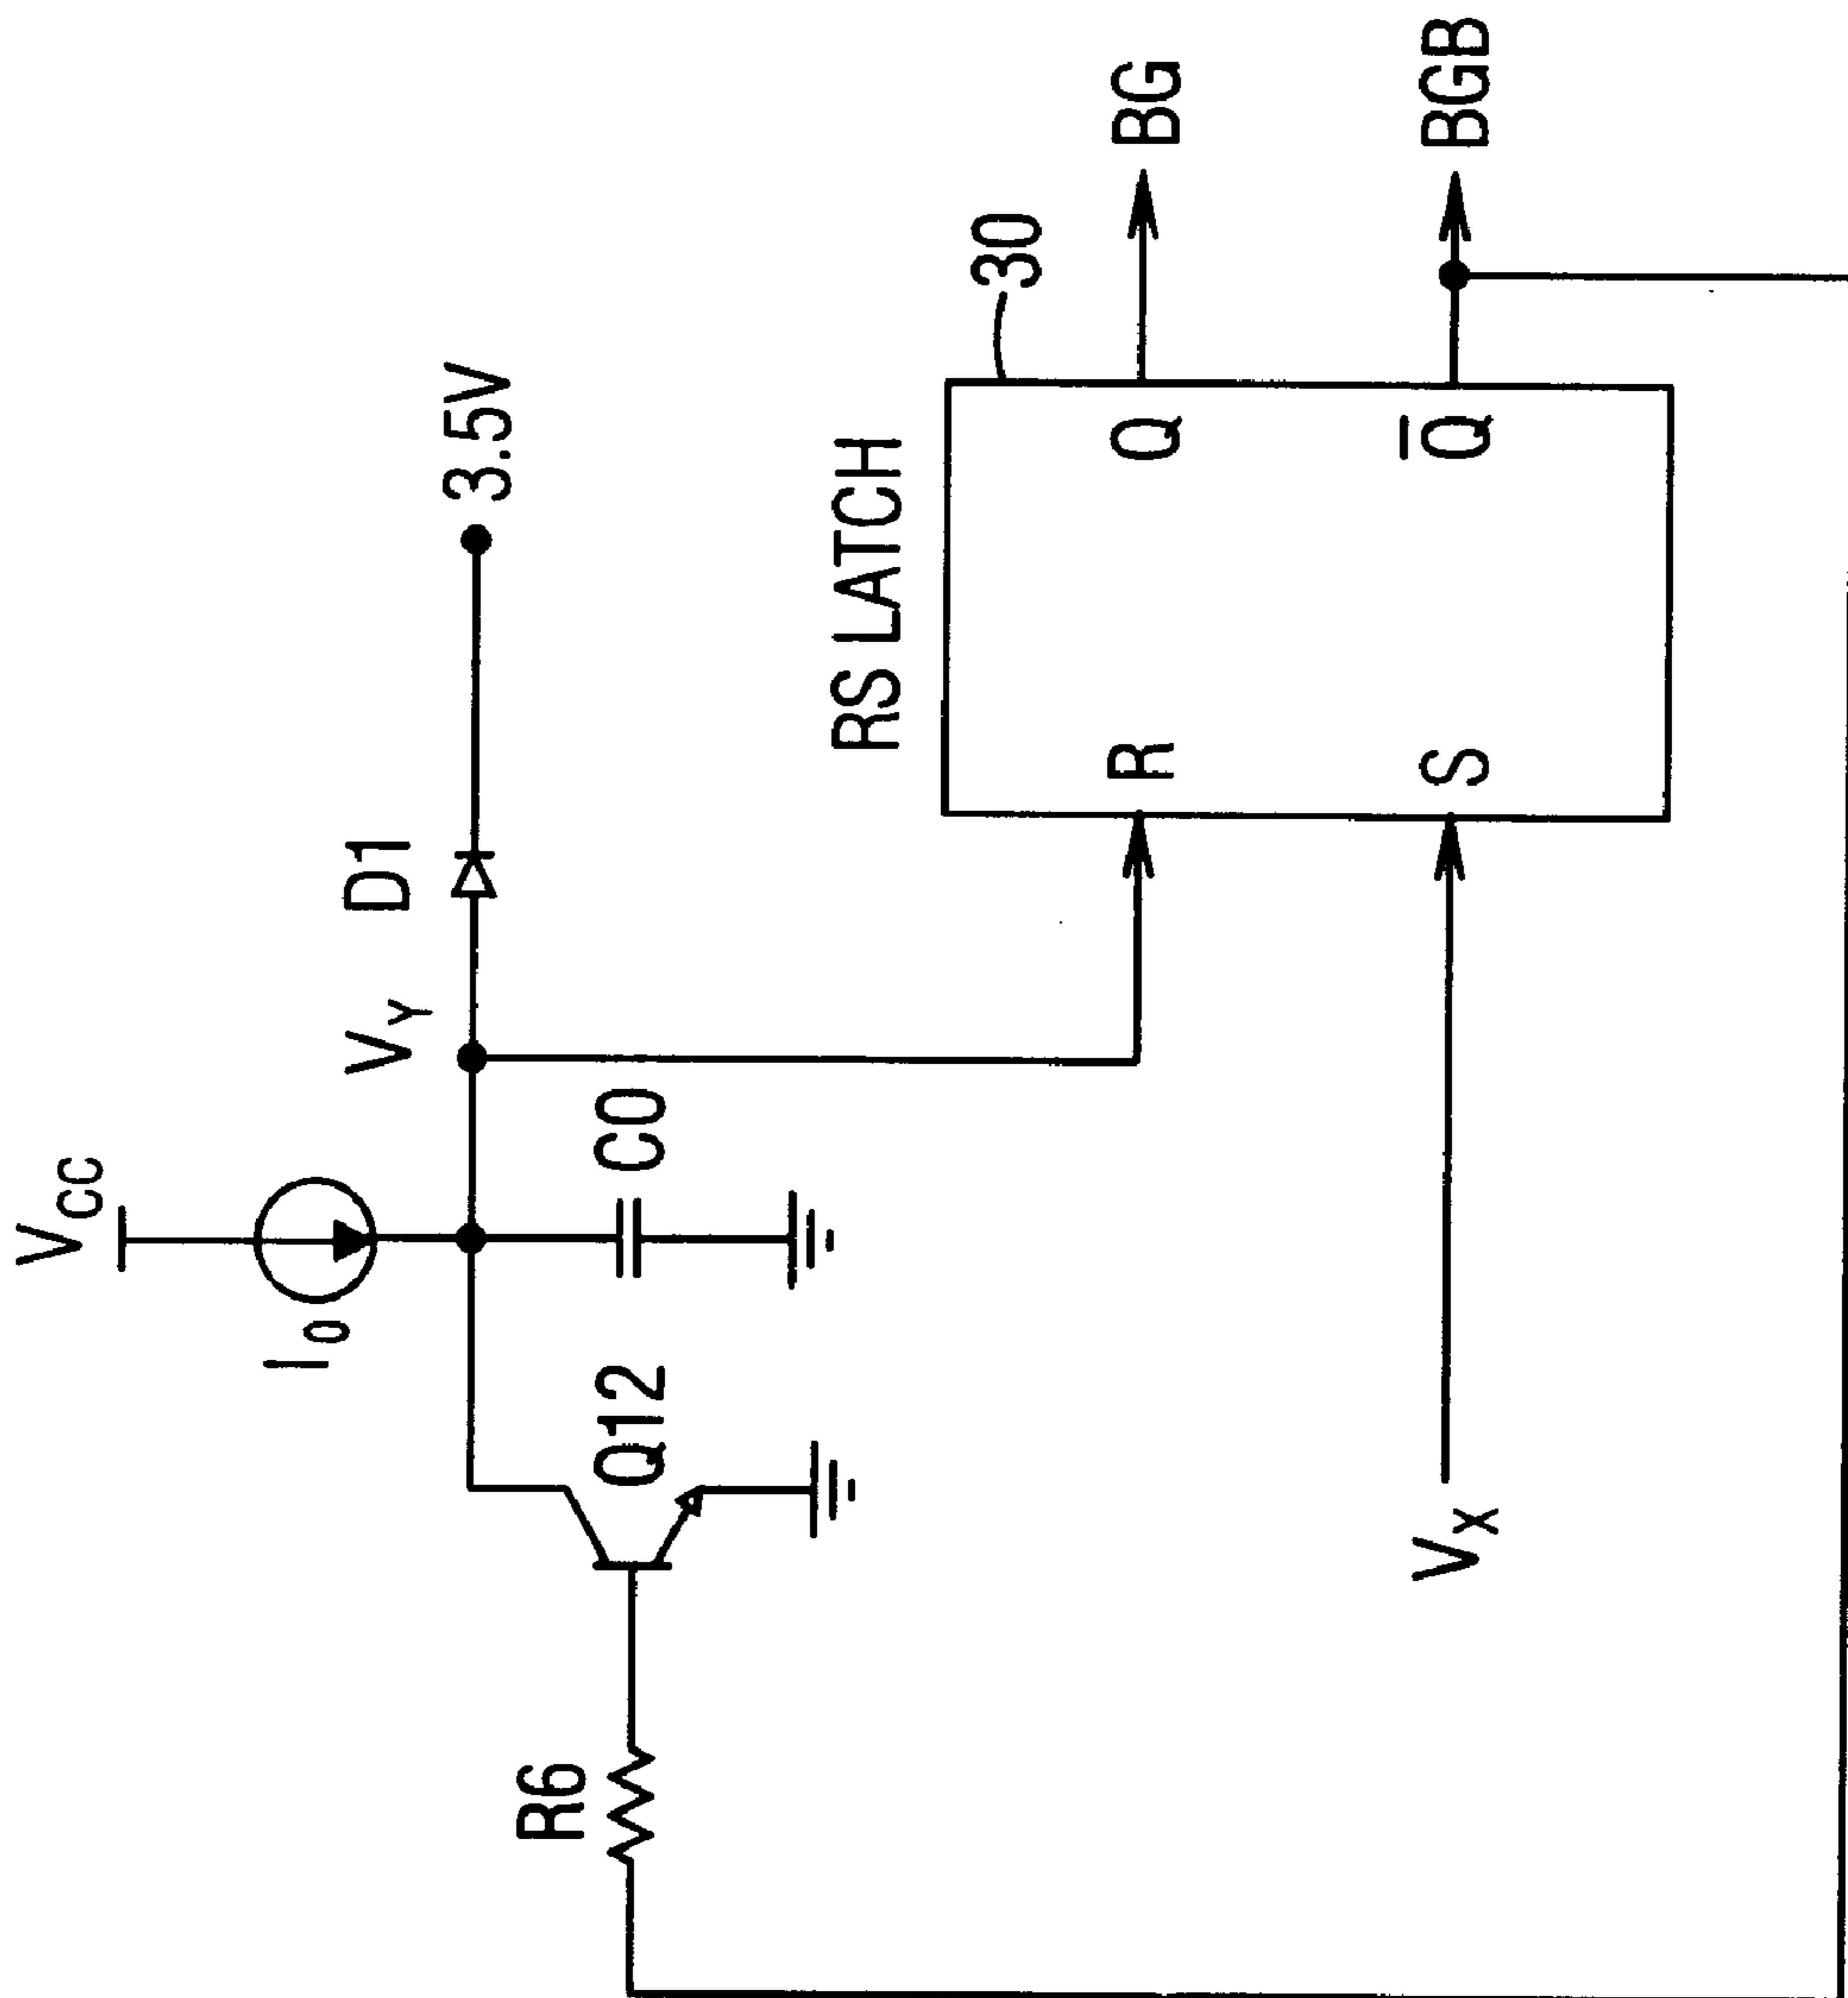 V_CC
I_0
V_Y
D1
3.5V
C0
Q12
R6
RS LATCH
30
R
Q
BG
S
Q̅
BGB
V_X